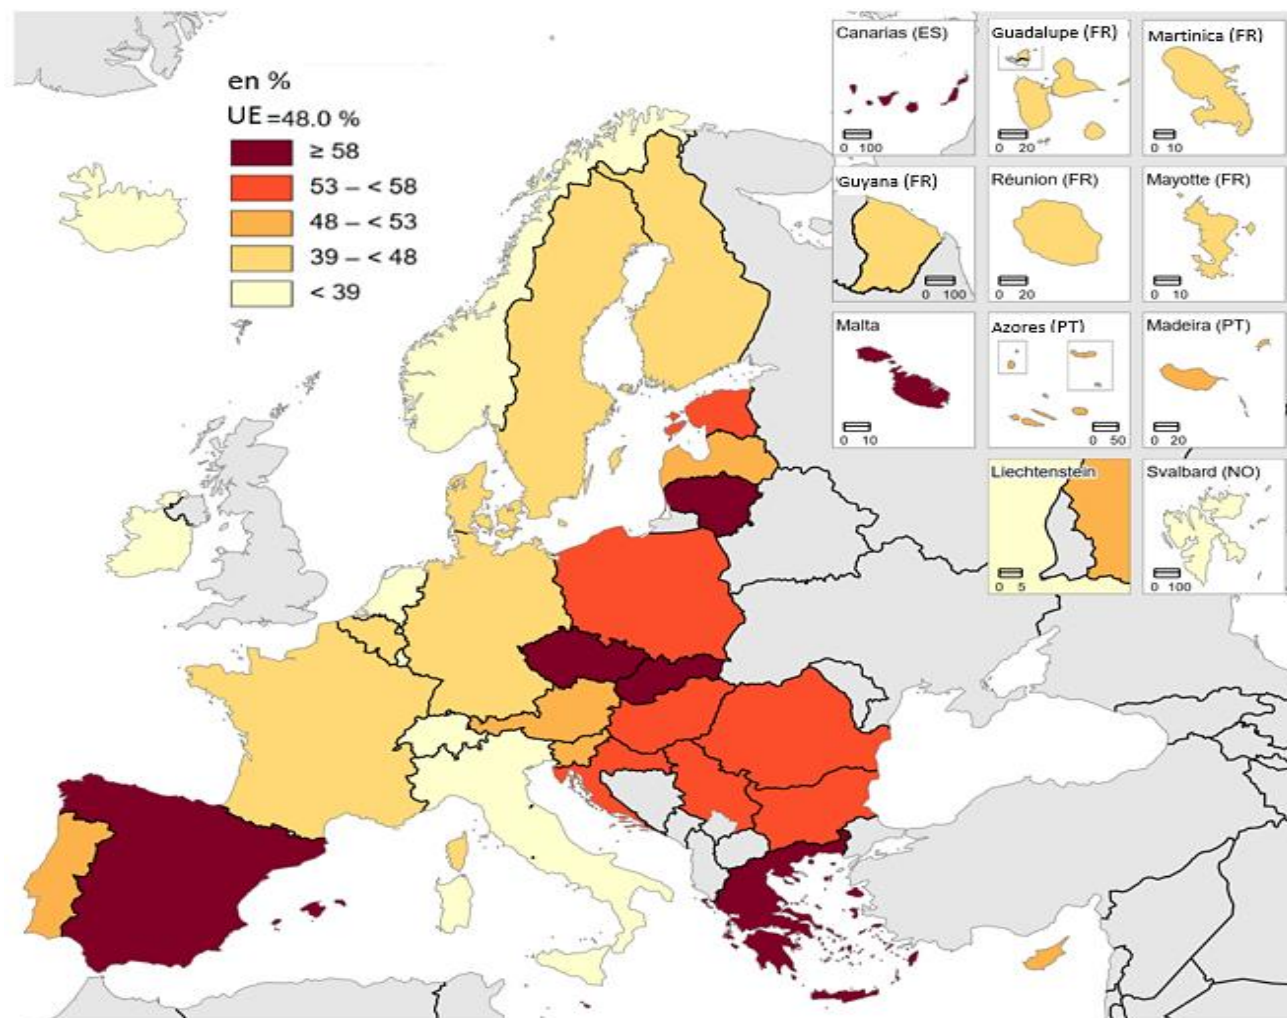 en %
UE =48.0 %
≥ 58
53 – < 58
48 – < 53
39 – < 48
< 39
Canarias (ES)
0 100
Guadalupe (FR)
0 20
Martinica (FR)
0 10
Guyana (FR)
0 100
Réunion (FR)
0 20
Mayotte (FR)
0 10
Malta
0 10
Azores (PT)
0 50
Madeira (PT)
0 20
Liechtenstein
0 5
Svalbard (NO)
0 100